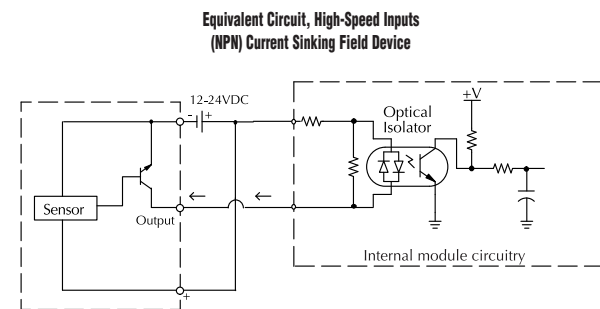 Equivalent Circuit, High-Speed Inputs
(NPN) Current Sinking Field Device
12-24VDC
- +
+V
Optical
Isolator
Sensor
Output
Internal module circuitry
+